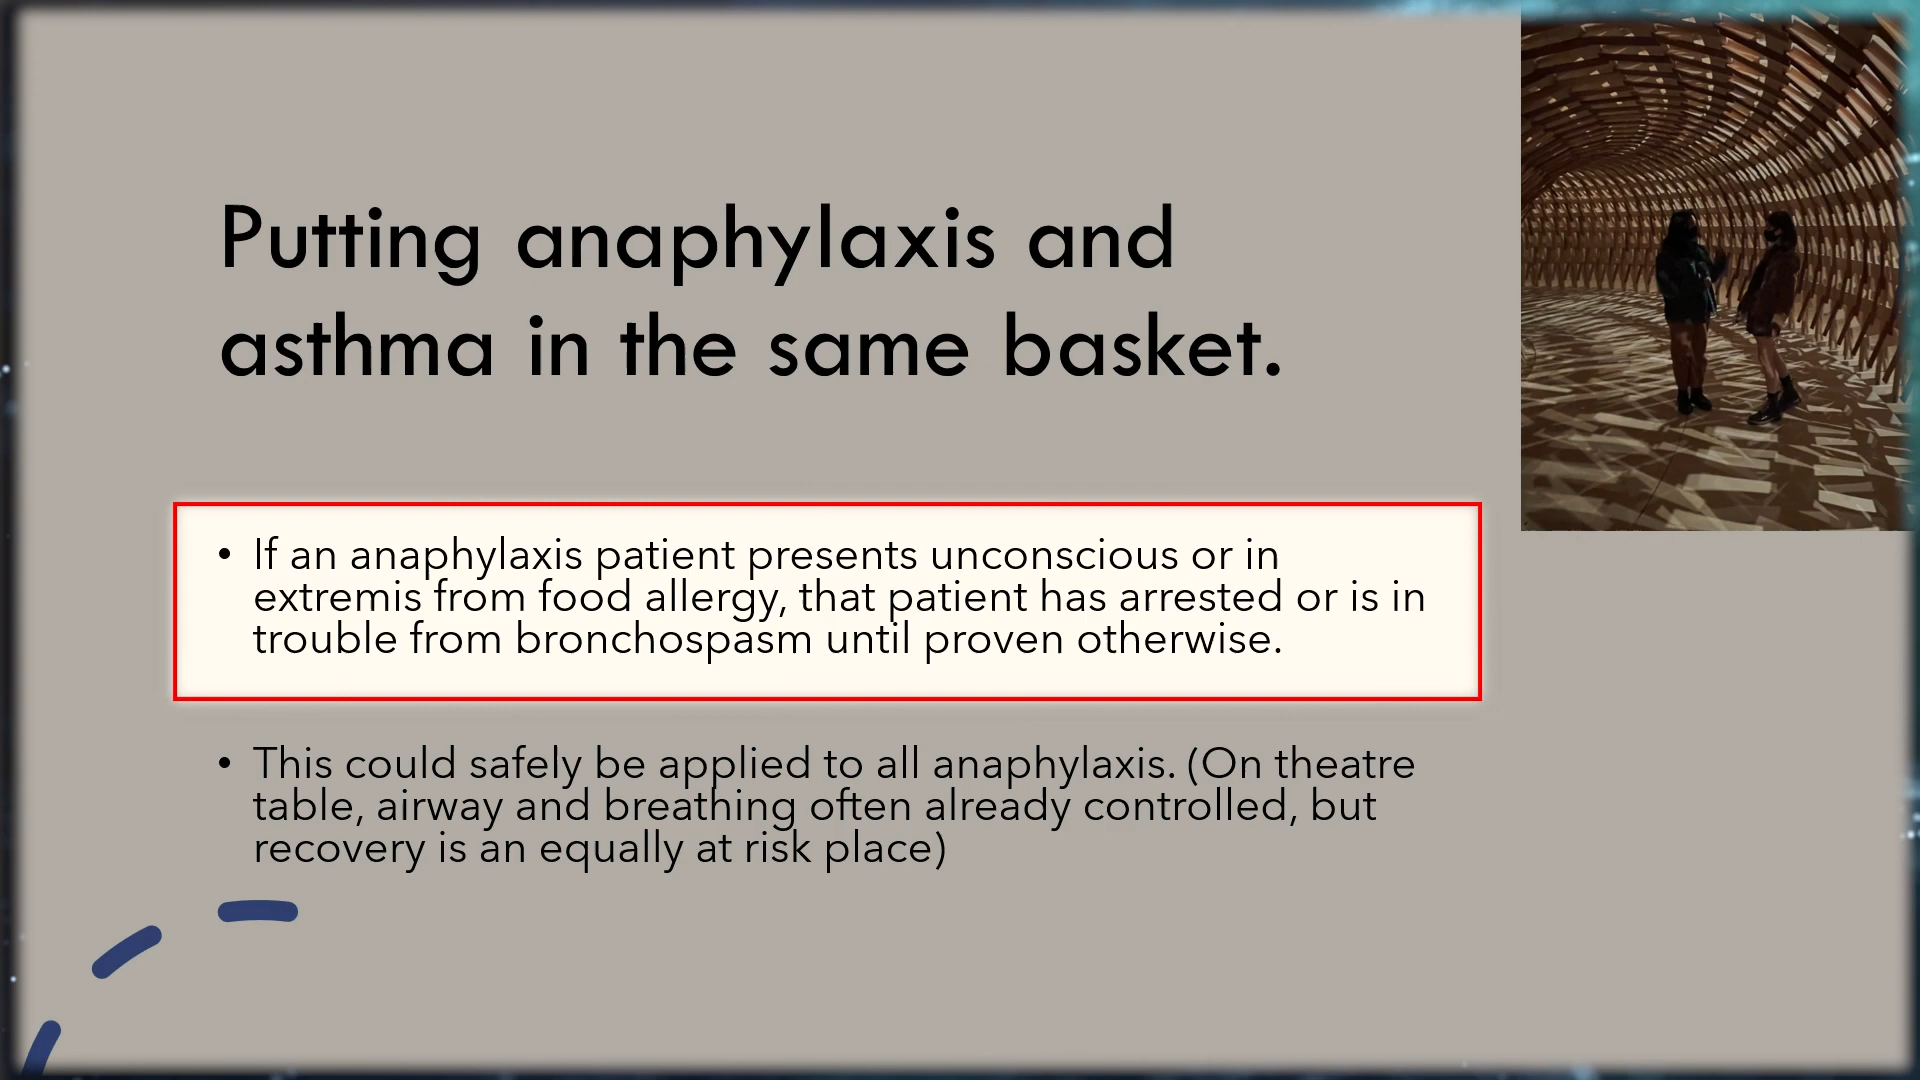 Putting anaphylaxis and
asthma in the same basket.
• If an anaphylaxis patient presents unconscious or in
extremis from food allergy, that patient has arrested or is in
trouble from bronchospasm until proven otherwise.
• This could safely be applied to all anaphylaxis. (On theatre
table, airway and breathing often already controlled, but
recovery is an equally at risk place)